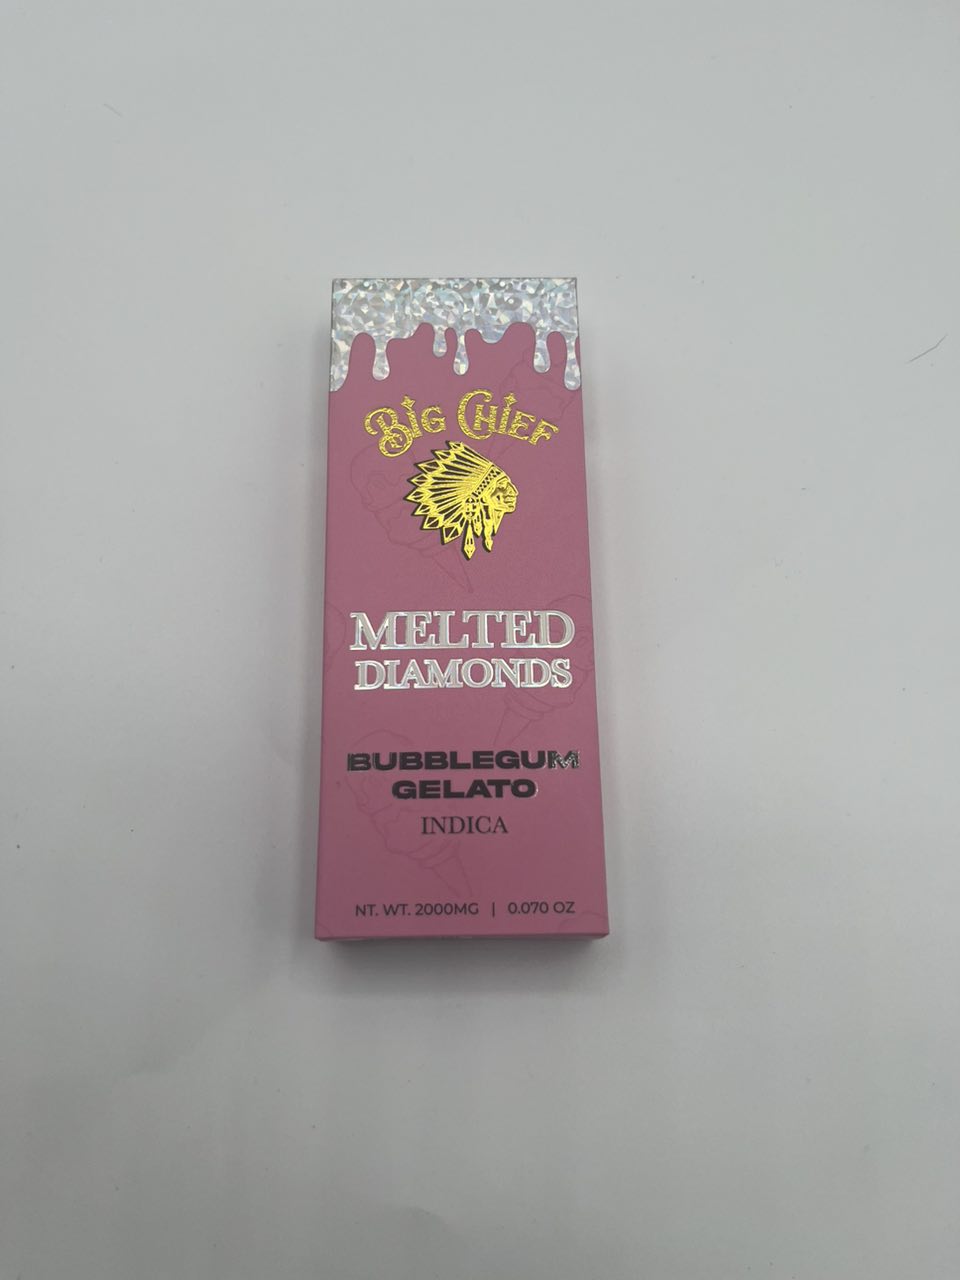 BIG CHIEF
MELTED
DIAMONDS
BUBBLEGUM
GELATO
INDICA
NT. WT. 2000MG | 0.070 OZ